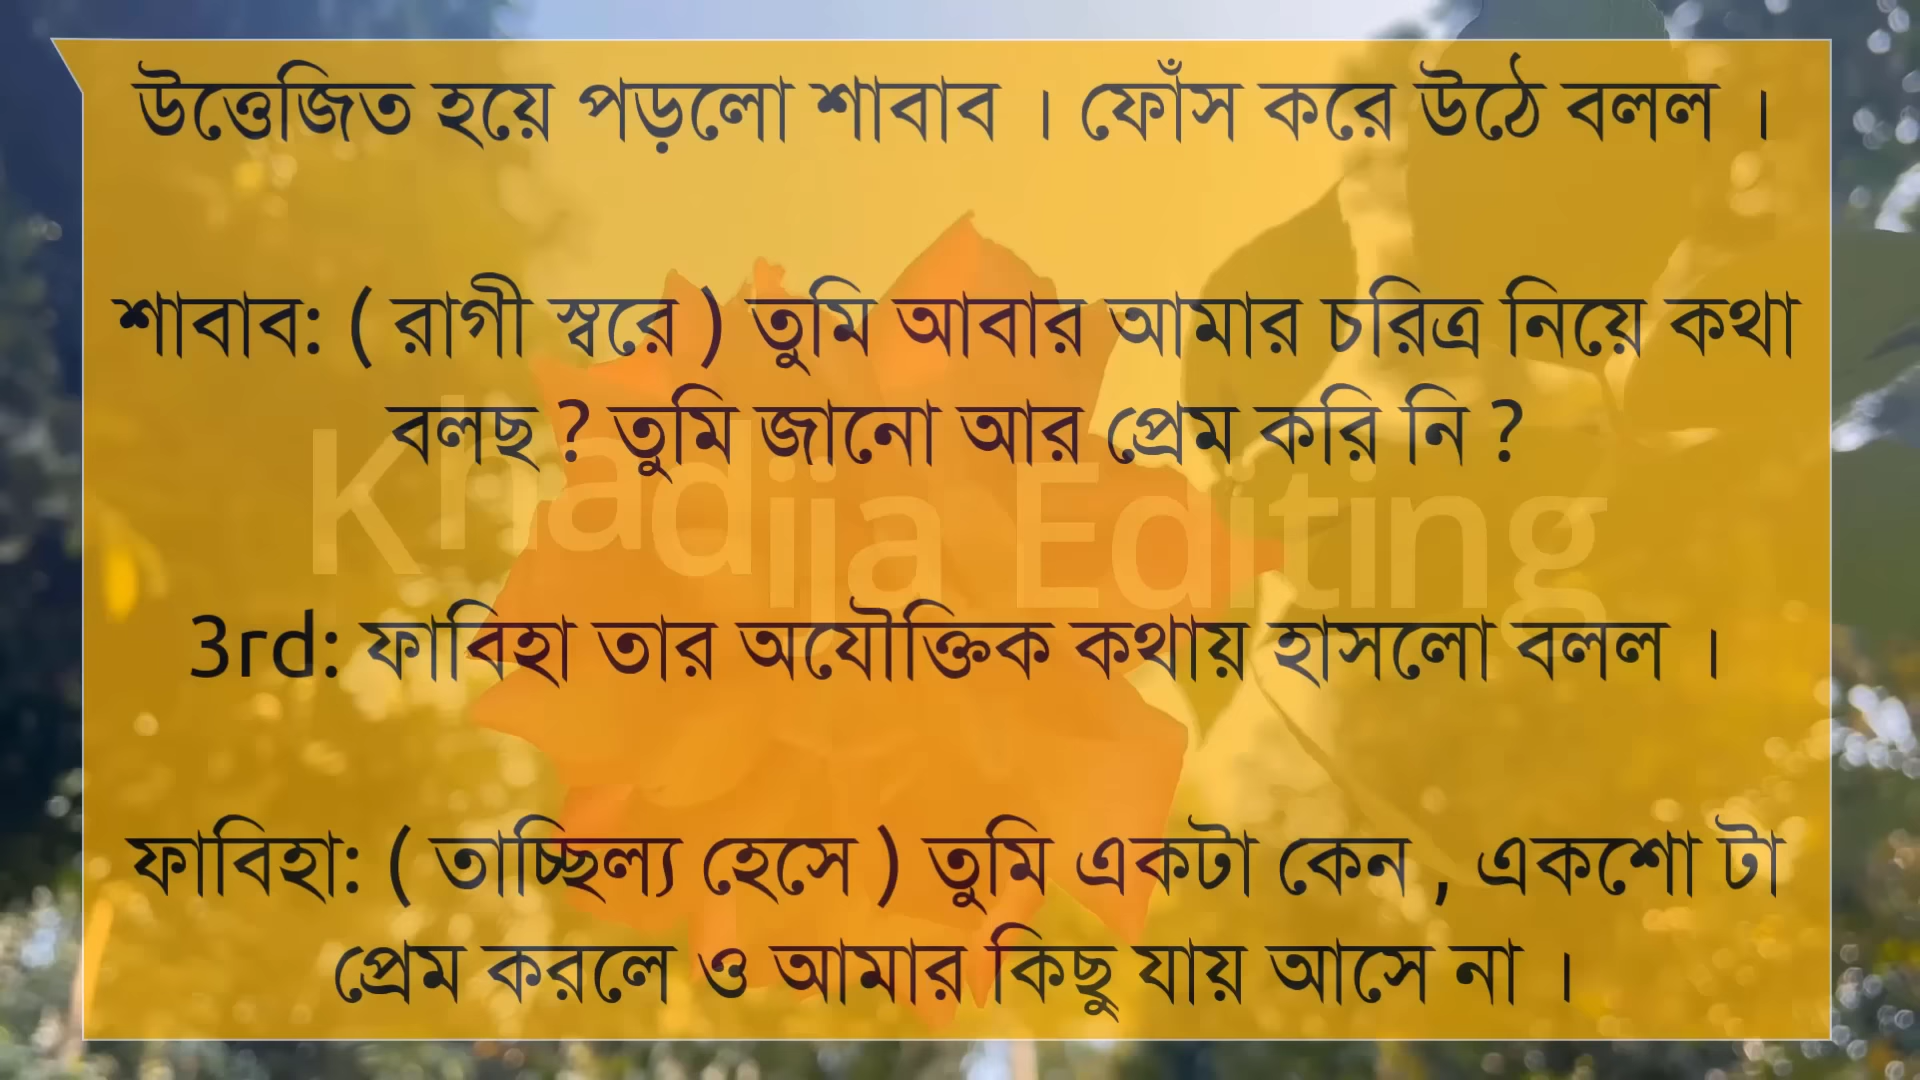 উত্তেজিত হয়ে পড়লো শাবাব । ফোঁস করে উঠে বলল ।
শাবাব: ( রাগী স্বরে ) তুমি আবার আমার চরিত্র নিয়ে কথা
বলছ ? তুমি জানো আর প্রেম করি নি ?
Khadija Editing
3rd: ফাবিহা তার অযৌক্তিক কথায় হাসলো বলল ।
ফাবিহা: ( তাচ্ছিল্য হেসে ) তুমি একটা কেন , একশো টা
প্রেম করলে ও আমার কিছু যায় আসে না ।